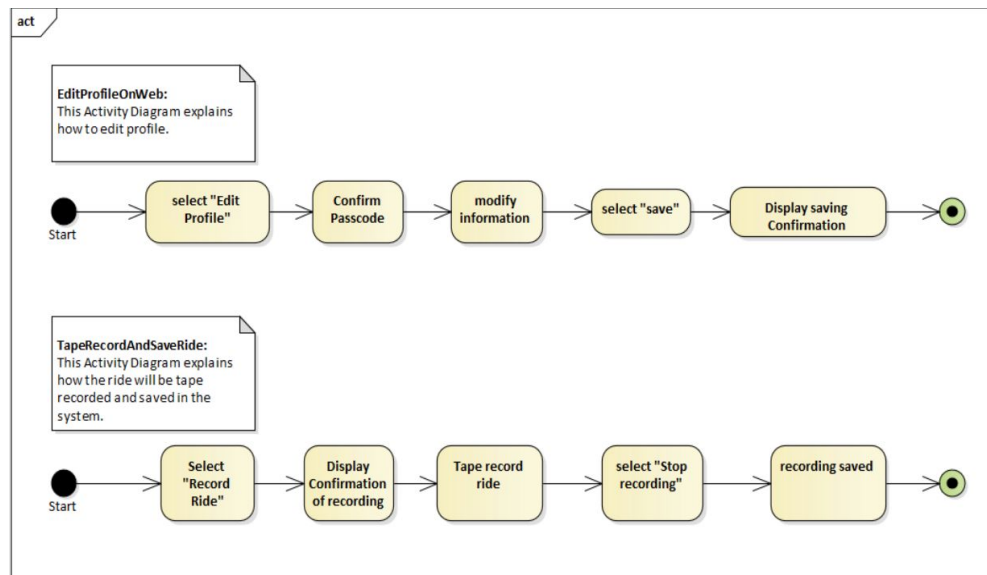 act
EditProfileOnWeb:
This Activity Diagram explains
how to edit profile.
select "Edit
Profile"
Confirm
Passcode
modify
information
select "save"
Display saving
Confirmation
Start
TapeRecordAndSaveRide:
This Activity Diagram explains
how the ride will be tape
recorded and saved in the
system.
Select
"Record
Ride"
Display
Confirmation
of recording
Tape record
ride
select "Stop
recording"
recording saved
Start